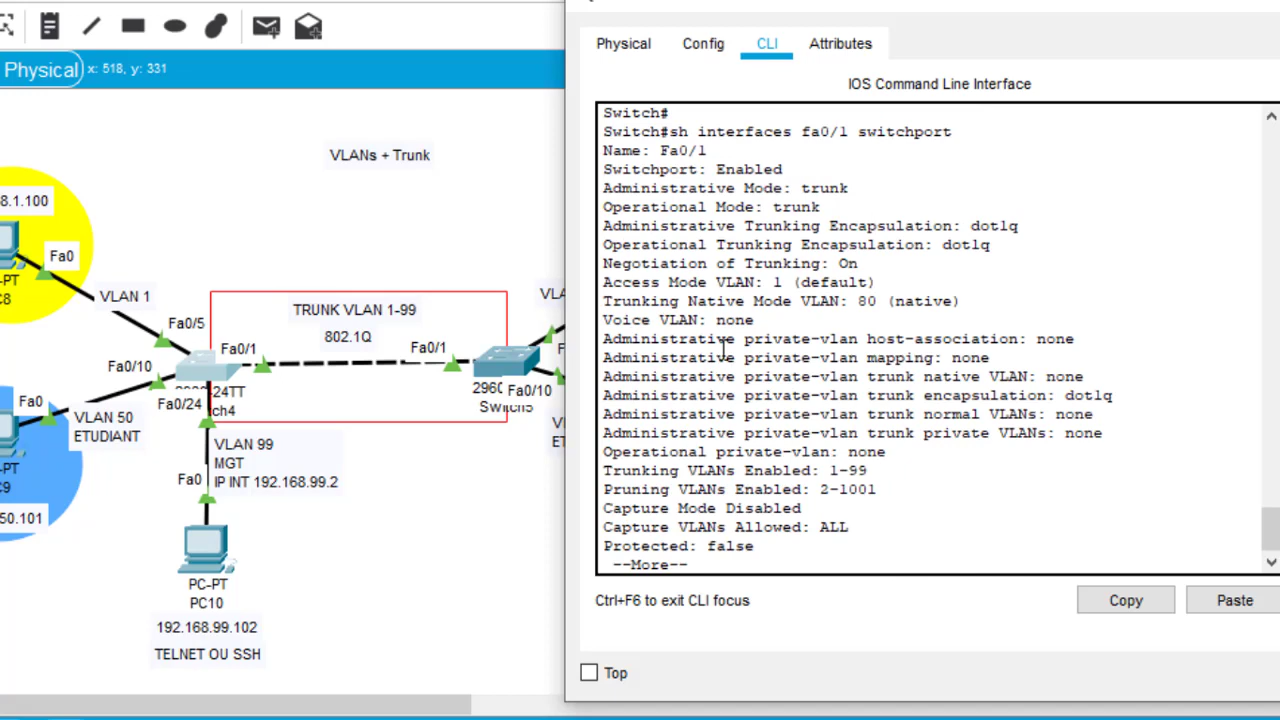 Physical
x: 518, y: 331
VLANs + Trunk
8.1.100
Fa0
-PT
C8
VLAN 1
Fa0/5
TRUNK VLAN 1-99
802.1Q
Fa0/1
Fa0/1
Fa0/10
Fa0/10
Fa0/24
-24TT
Fa0
VLAN 50
ETUDIANT
-PT
C9
50.101
VLAN 99
MGT
IP INT 192.168.99.2
Fa0
PC-PT
PC10
192.168.99.102
TELNET OU SSH
Physical
Config
CLI
Attributes
IOS Command Line Interface
Switch#
Switch#sh interfaces fa0/1 switchport
Name: Fa0/1
Switchport: Enabled
Administrative Mode: trunk
Operational Mode: trunk
Administrative Trunking Encapsulation: dot1q
Operational Trunking Encapsulation: dot1q
Negotiation of Trunking: On
Access Mode VLAN: 1 (default)
Trunking Native Mode VLAN: 80 (native)
Voice VLAN: none
Administrative private-vlan host-association: none
Administrative private-vlan mapping: none
Administrative private-vlan trunk native VLAN: none
Administrative private-vlan trunk encapsulation: dot1q
Administrative private-vlan trunk normal VLANs: none
Administrative private-vlan trunk private VLANs: none
Operational private-vlan: none
Trunking VLANs Enabled: 1-99
Pruning VLANs Enabled: 2-1001
Capture Mode Disabled
Capture VLANs Allowed: ALL
Protected: false
--More--
Ctrl+F6 to exit CLI focus
Copy
Paste
Top